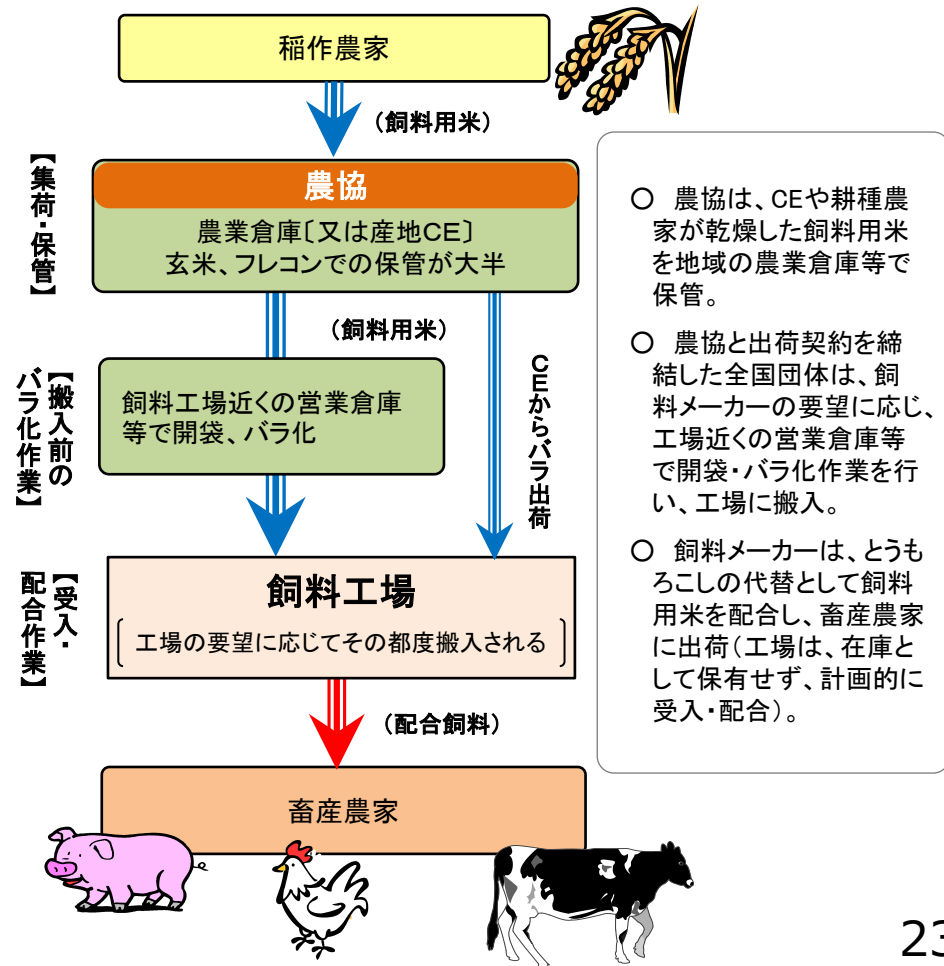 稲作農家
(飼料用米)
【集荷・保管】
農協
農業倉庫〔又は産地CE〕
玄米、フレコンでの保管が大半
(飼料用米)
CEからバラ出荷
【搬入前の
バラ化作業】
飼料工場近くの営業倉庫
等で開袋、バラ化
【受入・
配合作業】
飼料工場
工場の要望に応じてその都度搬入される
(配合飼料)
畜産農家
○ 農協は、CEや耕種農
家が乾燥した飼料用米
を地域の農業倉庫等で
保管。
○ 農協と出荷契約を締
結した全国団体は、飼
料メーカーの要望に応じ、
工場近くの営業倉庫等
で開袋・バラ化作業を行
い、工場に搬入。
○ 飼料メーカーは、とうも
ろこしの代替として飼料
用米を配合し、畜産農家
に出荷(工場は、在庫と
して保有せず、計画的に
受入・配合)。
23